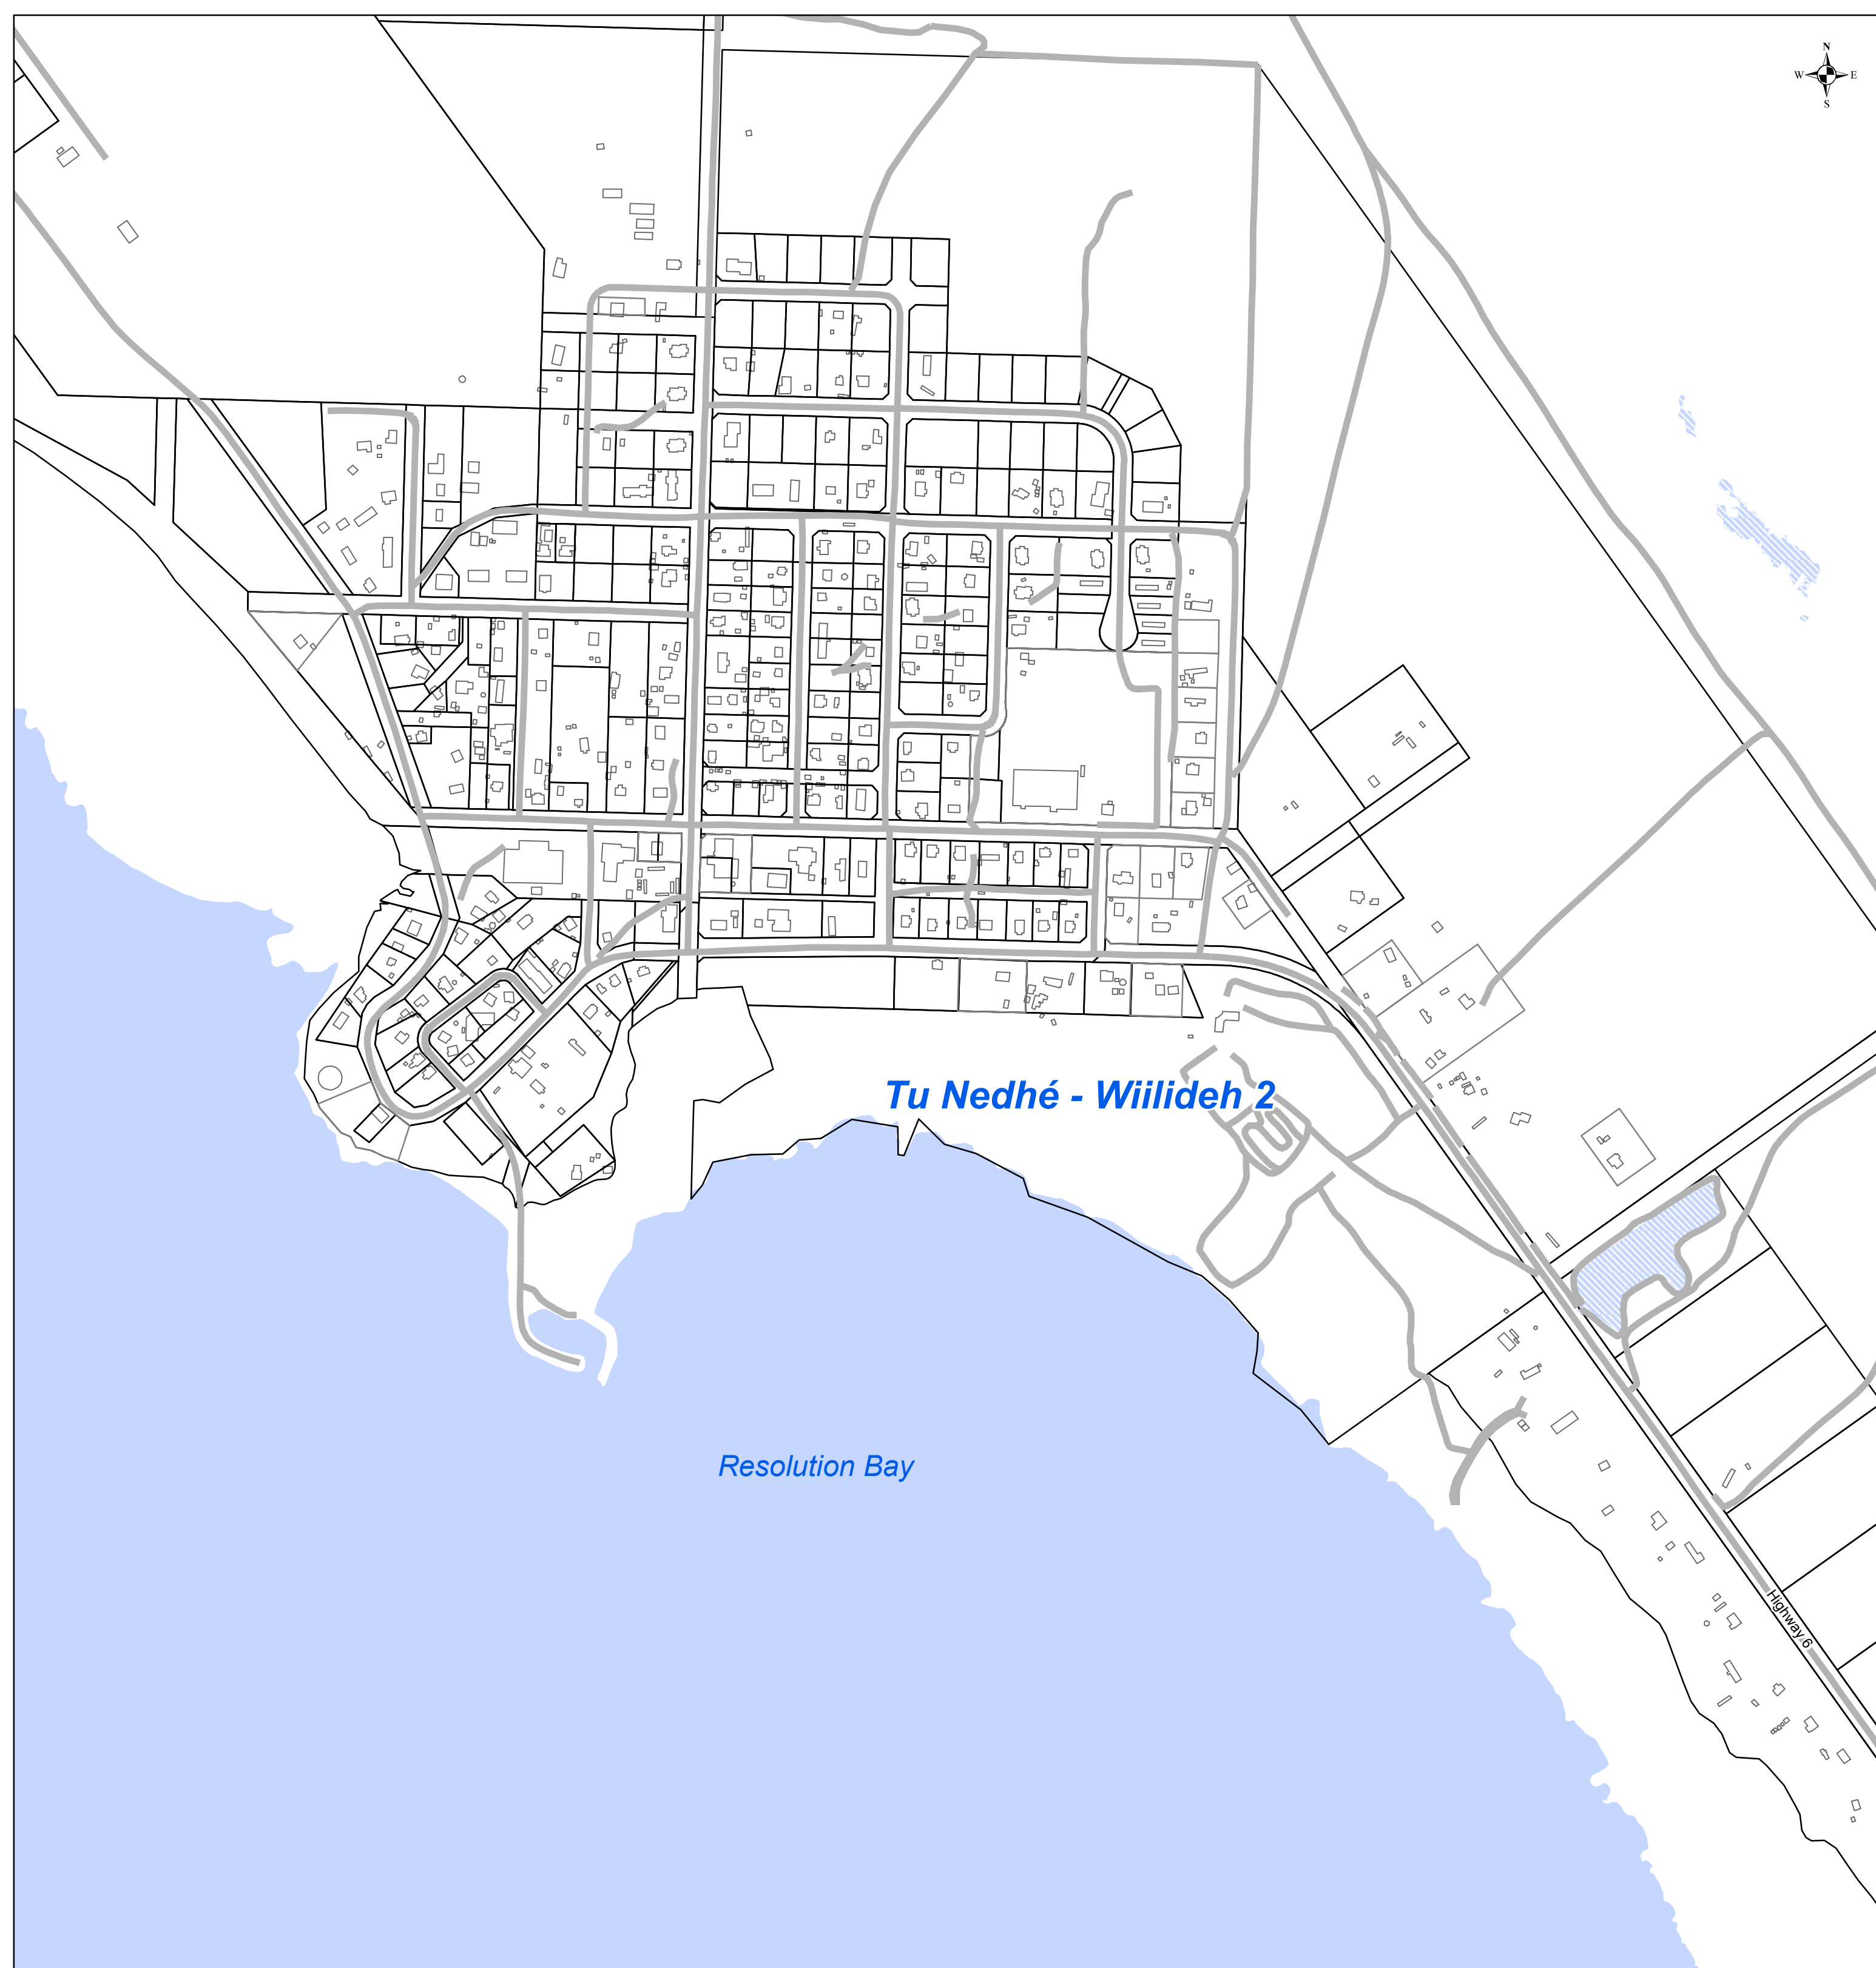 N
W E
S
Tu Nedhé - Wiilideh 2
Resolution Bay
Highway 6